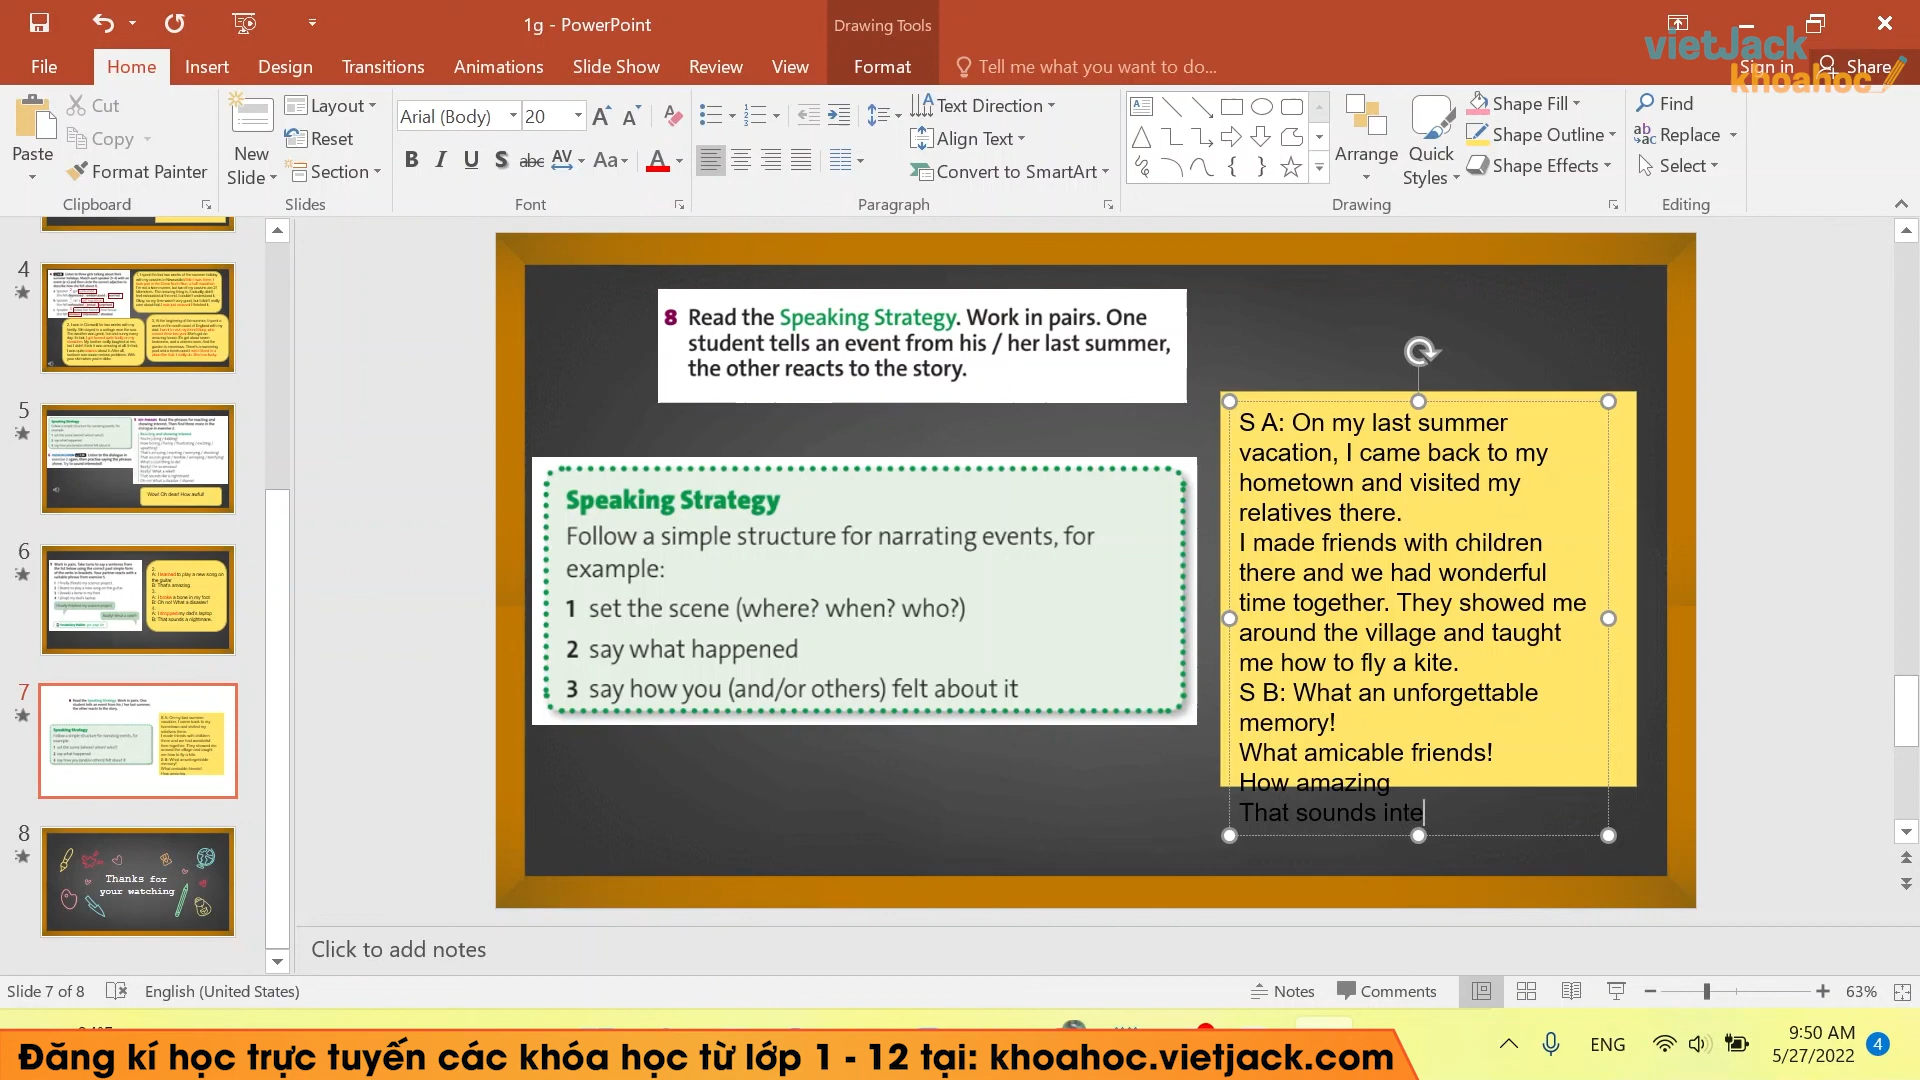 1g - PowerPoint
Drawing Tools
vietJack
khoahoc
File
Home
Insert
Design
Transitions
Animations
Slide Show
Review
View
Format
Tell me what you want to do...
Sign in
Share
Paste
Cut
Copy
Format Painter
Clipboard
New
Slide
Layout
Reset
Section
Slides
Arial (Body)
20
Font
Text Direction
Align Text
Convert to SmartArt
Paragraph
Arrange
Quick
Styles
Shape Fill
Shape Outline
Shape Effects
Drawing
Find
Replace
Select
Editing
4
5
6
7
8
Thanks for
your watching
8 Read the Speaking Strategy. Work in pairs. One
student tells an event from his / her last summer,
the other reacts to the story.
Speaking Strategy
Follow a simple structure for narrating events, for
example:
1 set the scene (where? when? who?)
2 say what happened
3 say how you (and/or others) felt about it
S A: On my last summer
vacation, I came back to my
hometown and visited my
relatives there.
I made friends with children
there and we had wonderful
time together. They showed me
around the village and taught
me how to fly a kite.
S B: What an unforgettable
memory!
What amicable friends!
How amazing
That sounds inte
Click to add notes
Slide 7 of 8
English (United States)
Notes
Comments
63%
Đăng kí học trực tuyến các khóa học từ lớp 1 - 12 tại: khoahoc.vietjack.com
ENG
9:50 AM
5/27/2022
4